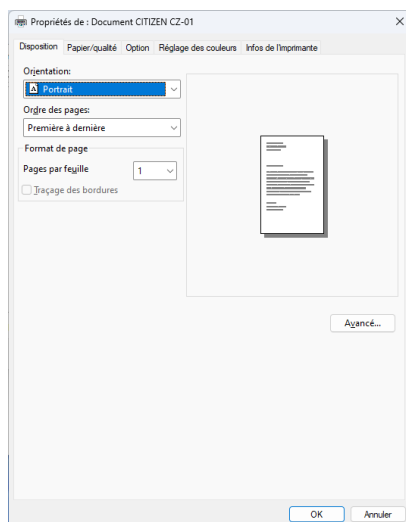 Propriétés de : Document CITIZEN CZ-01
Disposition Papier/qualité Option Réglage des couleurs Infos de l'imprimante
Orientation:
A Portrait
Ordre des pages:
Première à dernière
Format de page
Pages par feuille 1
Traçage des bordures
Avancé...
OK Annuler